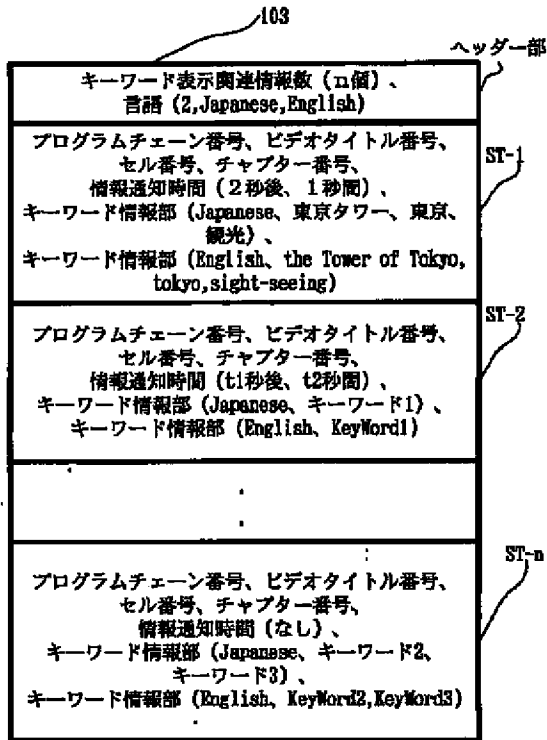 103
ヘッダー部
キーワード表示関連情報数（n個）、
言語（2,Japanese,English）
ST-1
プログラムチェーン番号、ビデオタイトル番号、
セル番号、チャプター番号、
情報通知時間（２秒後、１秒間）、
キーワード情報部（Japanese、東京タワー、東京、
観光）、
キーワード情報部（English、the Tower of Tokyo,
tokyo,sight-seeing）
ST-2
プログラムチェーン番号、ビデオタイトル番号、
セル番号、チャプター番号、
情報通知時間（t1秒後、t2秒間）、
キーワード情報部（Japanese、キーワード1）、
キーワード情報部（English、KeyWord1）
ST-n
プログラムチェーン番号、ビデオタイトル番号、
セル番号、チャプター番号、
情報通知時間（なし）、
キーワード情報部（Japanese、キーワード2、
キーワード3）、
キーワード情報部（English、KeyWord2,KeyWord3）